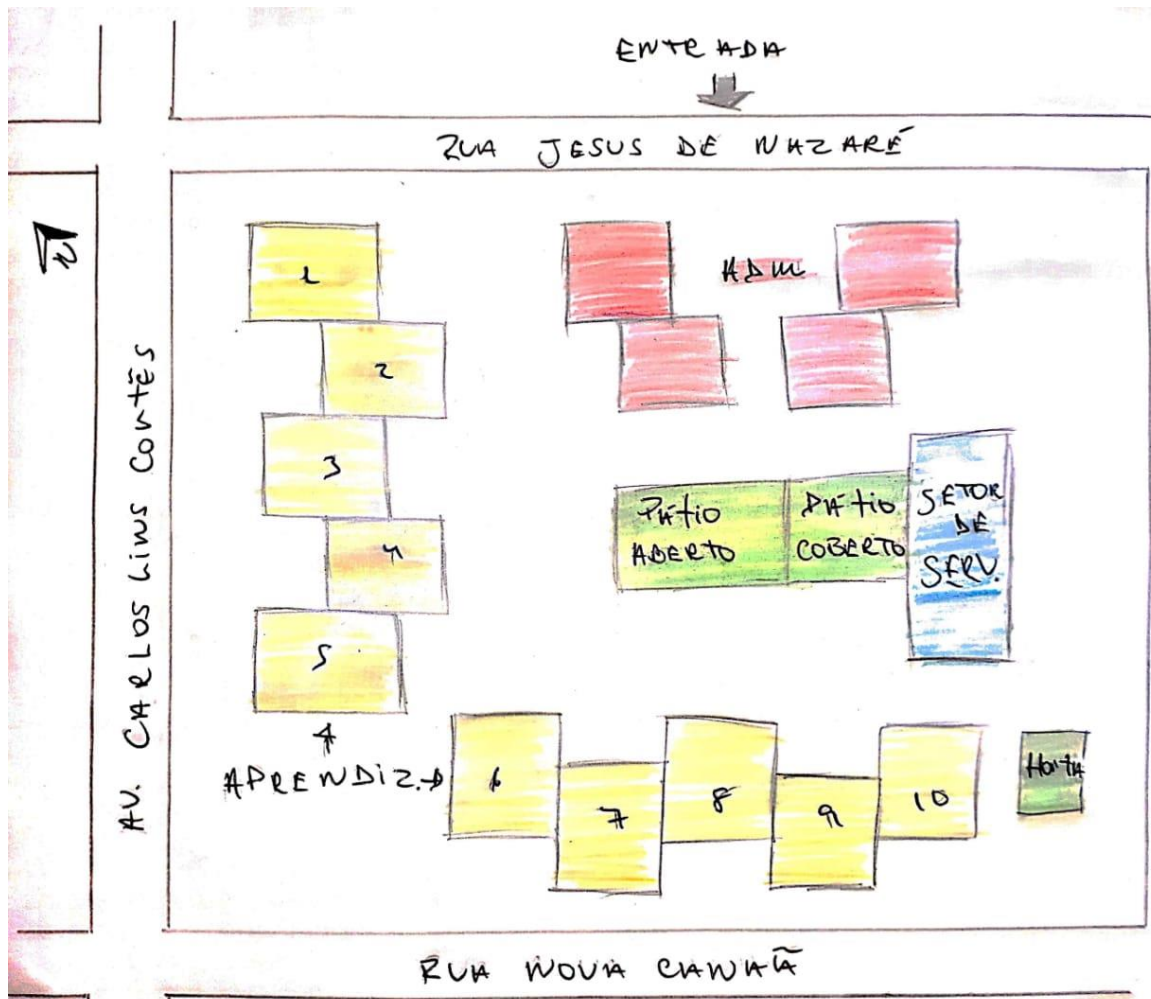 ENTRADA
RUA JESUS DE NAZARÉ
N
1
ADM
2
AV. CARLOS LINS CORTÊS
3
PÁTIO
ABERTO
PÁTIO
COBERTO
SETOR
DE
SERV.
4
5
APRENDIZ.
6
7
8
9
10
HORTA
RUA NOVA CANAÃ